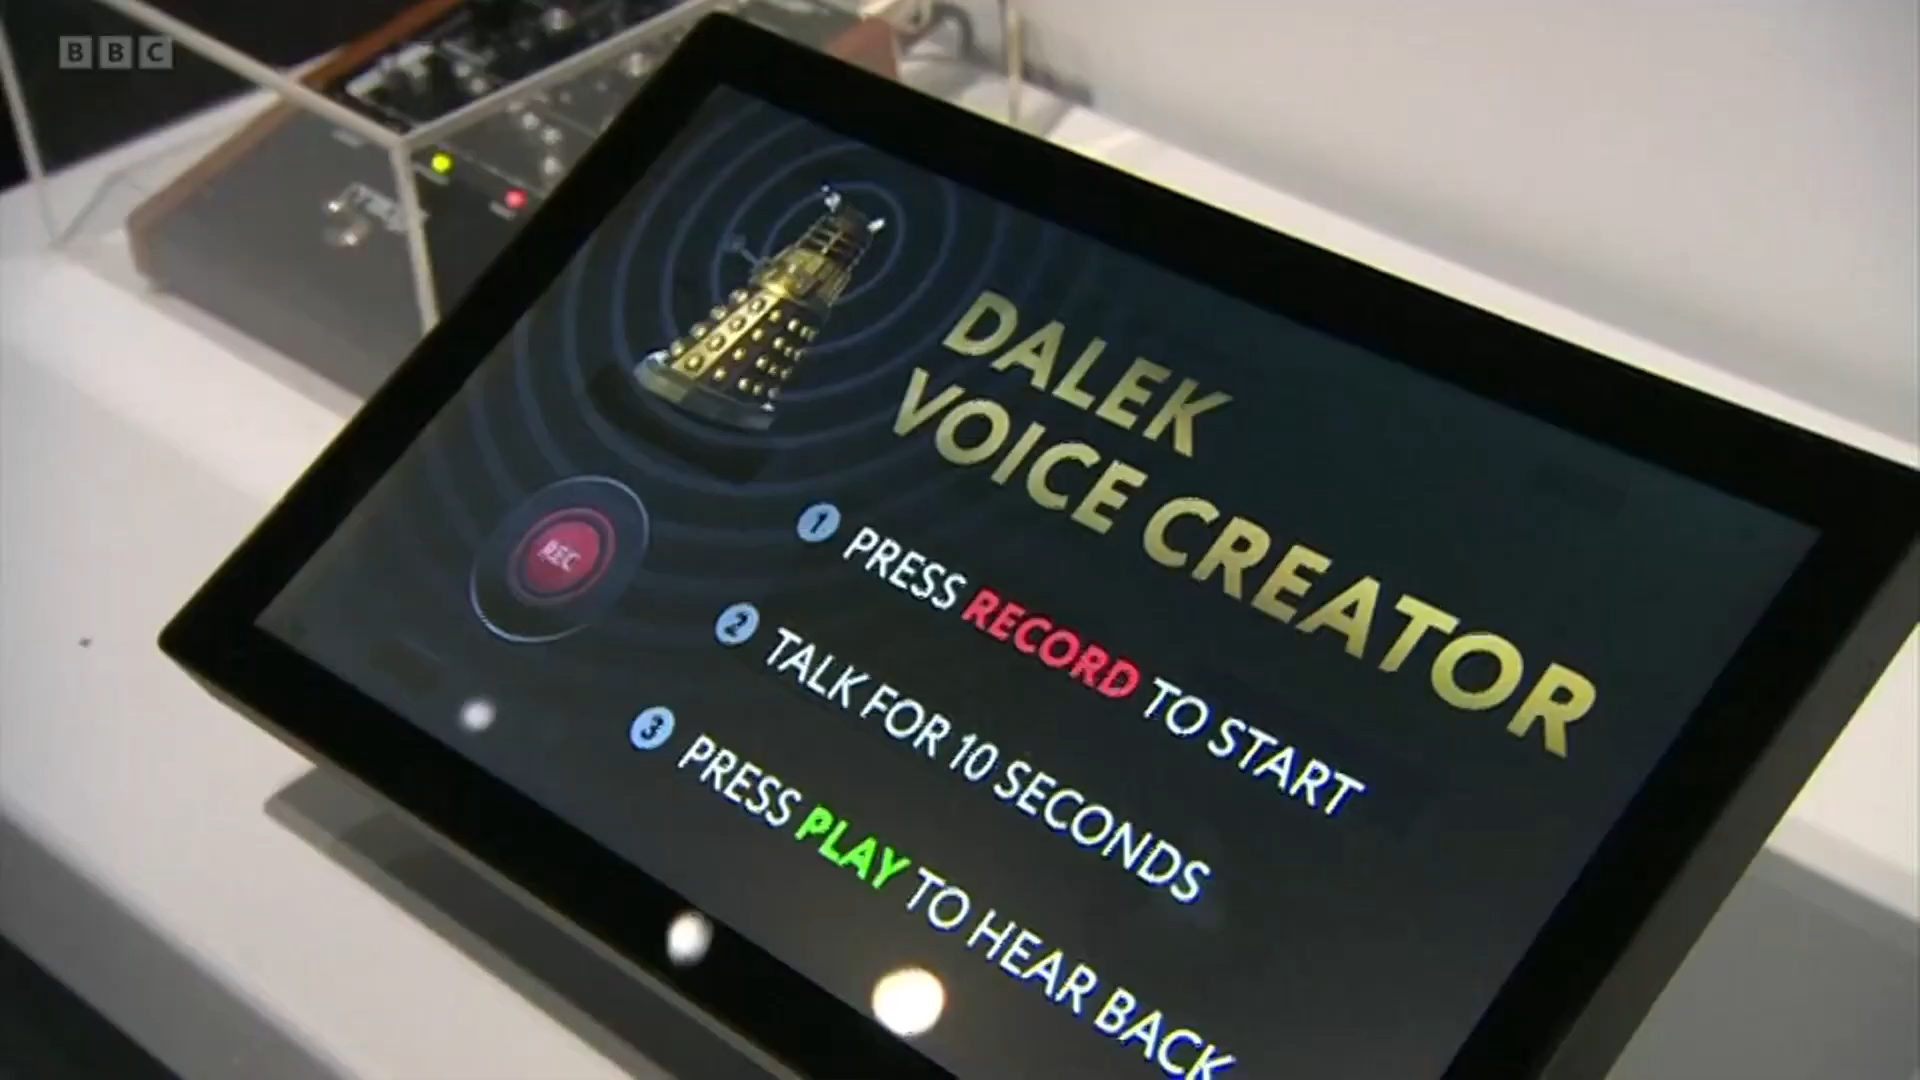 BBC
DALEK
VOICE CREATOR
1 PRESS RECORD TO START
2 TALK FOR 10 SECONDS
3 PRESS PLAY TO HEAR BACK
REC